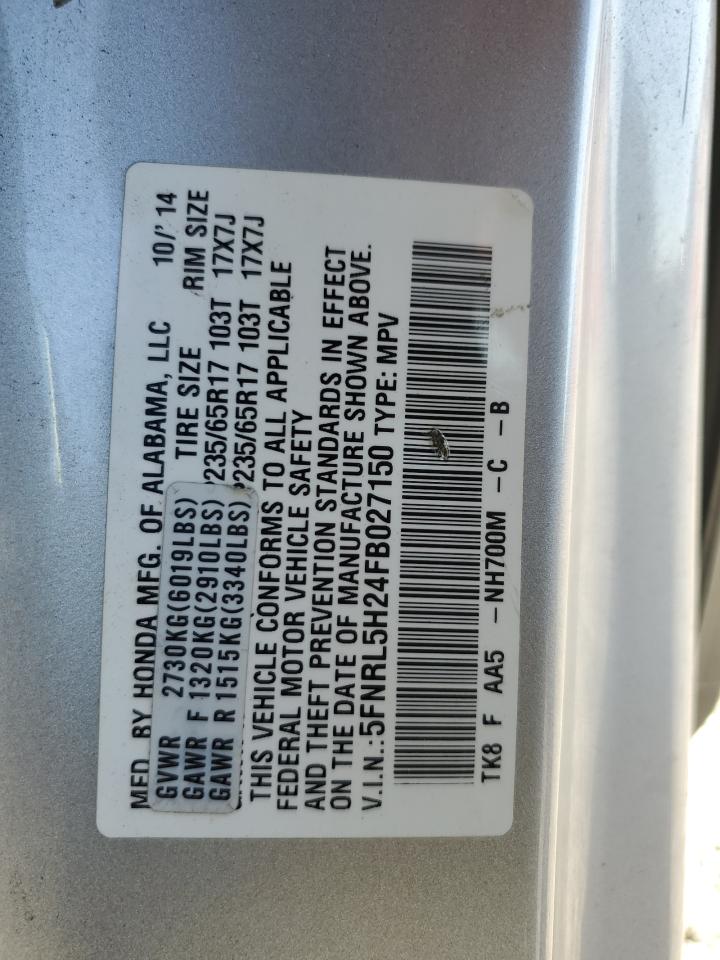 MFD BY HONDA MFG. OF ALABAMA, LLC 10/'14
GVWR 2730KG(6019LBS) TIRE SIZE RIM SIZE
GAWR F 1320KG(2910LBS) P235/65R17 103T 17X7J
GAWR R 1515KG(3340LBS) P235/65R17 103T 17X7J
THIS VEHICLE CONFORMS TO ALL APPLICABLE
FEDERAL MOTOR VEHICLE SAFETY
AND THEFT PREVENTION STANDARDS IN EFFECT
ON THE DATE OF MANUFACTURE SHOWN ABOVE.
V.I.N.:5FNRL5H24FB027150 TYPE: MPV
TK8 F AA5 -NH700M -C -B